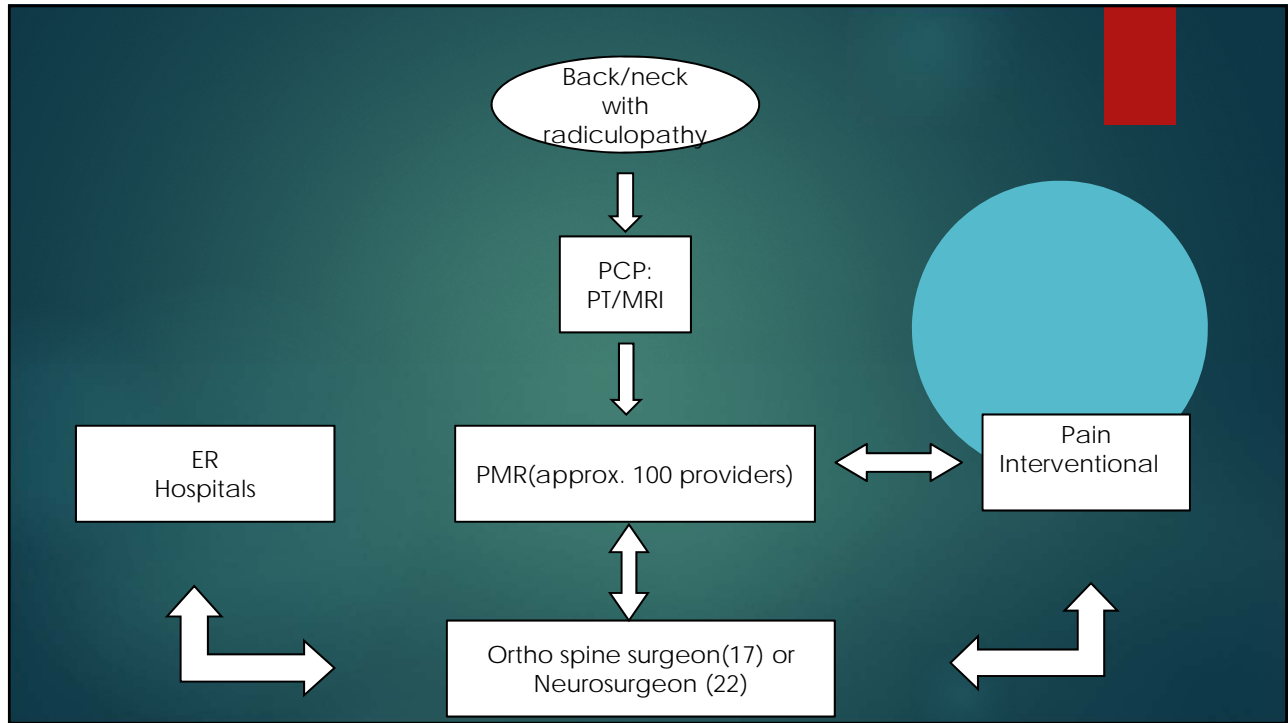 Back/neck
with
radiculopathy
PCP:
PT/MRI
ER
Hospitals
PMR(approx. 100 providers)
Pain
Interventional
Ortho spine surgeon(17) or
Neurosurgeon (22)